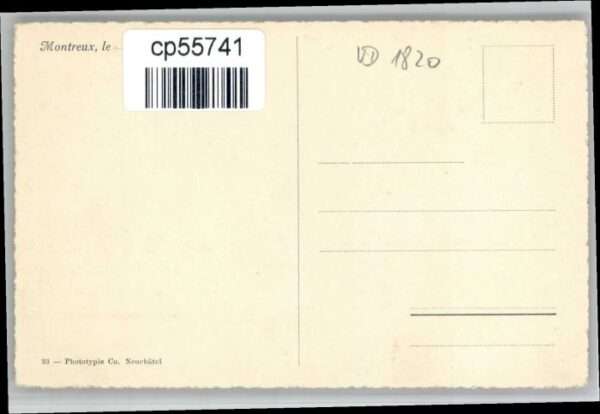 Montreux, le
cp55741
VD 1820
33 — Phototypie Co. Neuchâtel